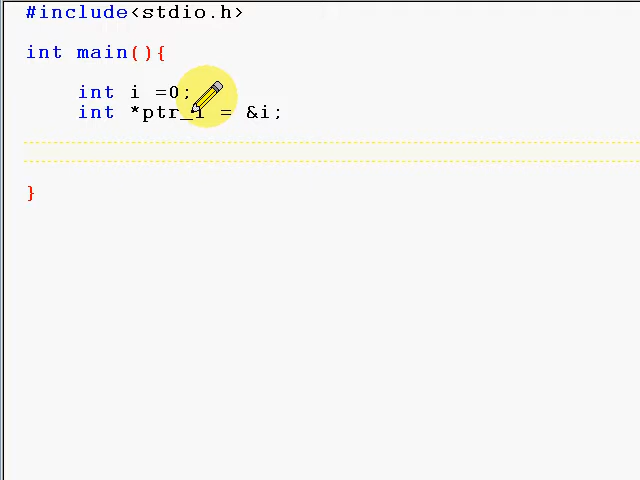 #include<stdio.h>
int main(){
int i =0;
int *ptr_i = &i;
}